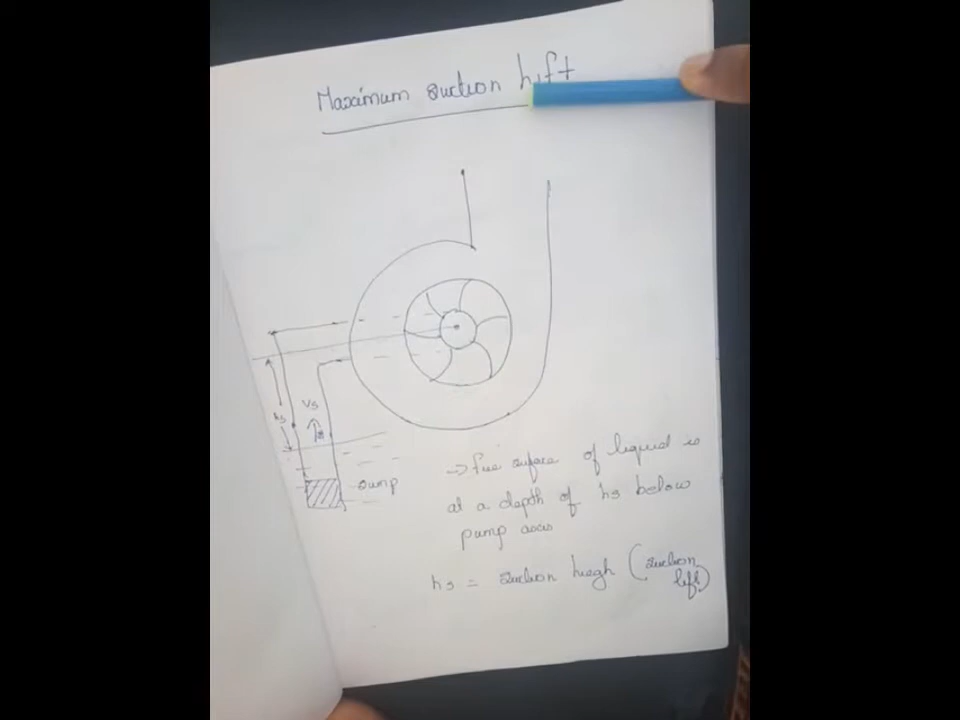 Maximum suction lift
hs
Vs
sump
→ free surface of liquid is
at a depth of hs below
pump axis
hs = suction heigh (suction
lift)